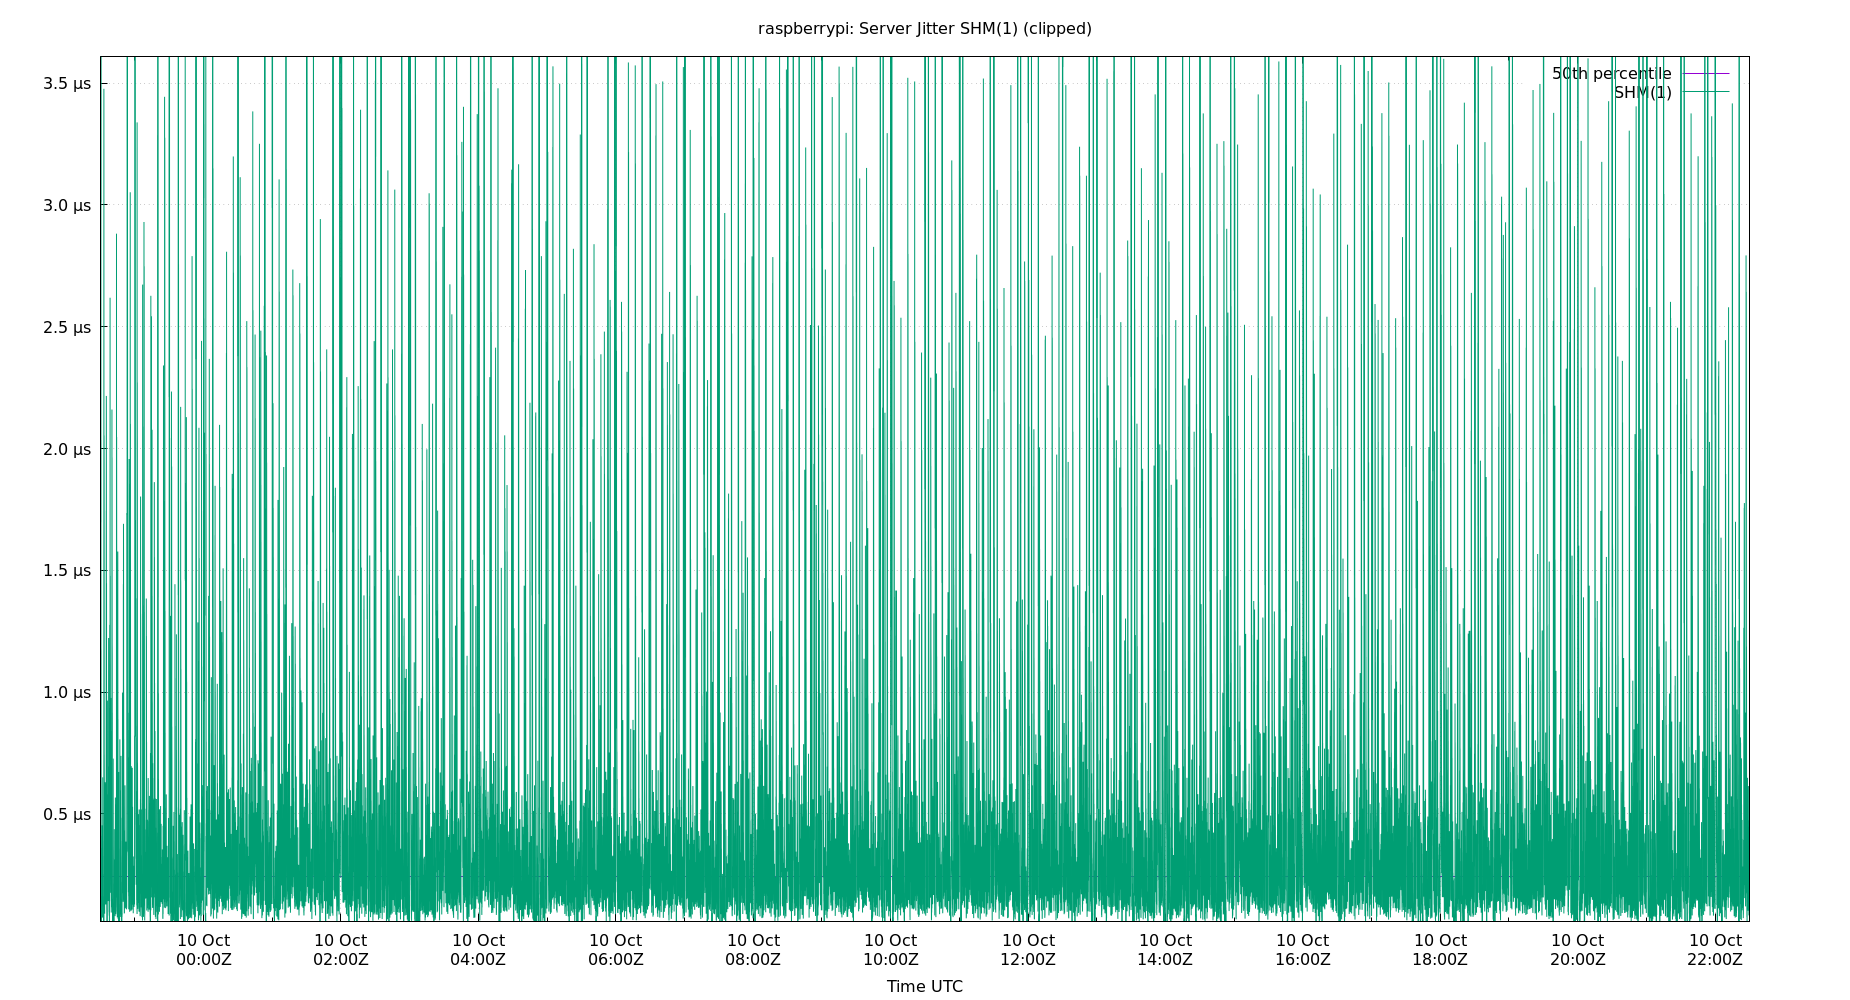 raspberrypi: Server Jitter SHM(1) (clipped)
50th percentile
SHM(1)
3.5 µs
3.0 µs
2.5 µs
2.0 µs
1.5 µs
1.0 µs
0.5 µs
10 Oct 10 Oct 10 Oct 10 Oct 10 Oct 10 Oct 10 Oct 10 Oct 10 Oct 10 Oct 10 Oct 10 Oct
00:00Z 02:00Z 04:00Z 06:00Z 08:00Z 10:00Z 12:00Z 14:00Z 16:00Z 18:00Z 20:00Z 22:00Z
Time UTC